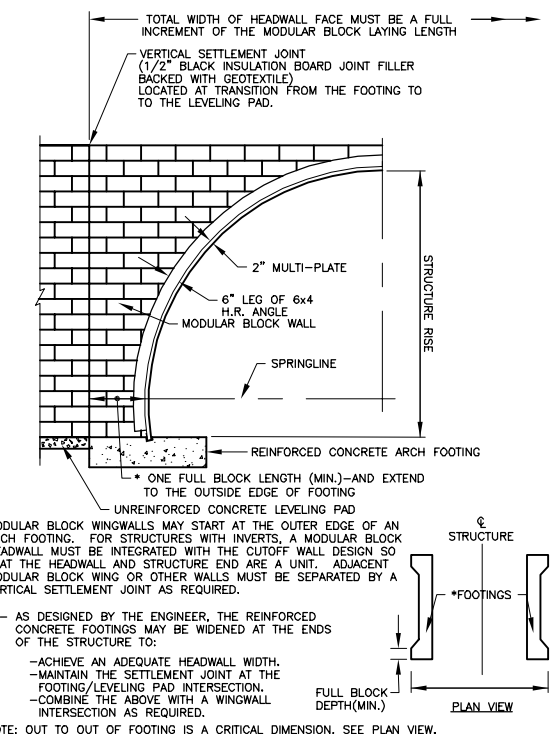 TOTAL WIDTH OF HEADWALL FACE MUST BE A FULL
INCREMENT OF THE MODULAR BLOCK LAYING LENGTH
VERTICAL SETTLEMENT JOINT
(1/2" BLACK INSULATION BOARD JOINT FILLER
BACKED WITH GEOTEXTILE)
LOCATED AT TRANSITION FROM THE FOOTING TO
TO THE LEVELING PAD.
2" MULTI-PLATE
6" LEG OF 6x4
H.R. ANGLE
MODULAR BLOCK WALL
STRUCTURE RISE
SPRINGLINE
REINFORCED CONCRETE ARCH FOOTING
* ONE FULL BLOCK LENGTH (MIN.)-AND EXTEND
TO THE OUTSIDE EDGE OF FOOTING
UNREINFORCED CONCRETE LEVELING PAD
ODULAR BLOCK WINGWALLS MAY START AT THE OUTER EDGE OF AN
CH FOOTING. FOR STRUCTURES WITH INVERTS, A MODULAR BLOCK
EADWALL MUST BE INTEGRATED WITH THE CUTOFF WALL DESIGN SO
AT THE HEADWALL AND STRUCTURE END ARE A UNIT. ADJACENT
ODULAR BLOCK WING OR OTHER WALLS MUST BE SEPARATED BY A
RTICAL SETTLEMENT JOINT AS REQUIRED.
- AS DESIGNED BY THE ENGINEER, THE REINFORCED
CONCRETE FOOTINGS MAY BE WIDENED AT THE ENDS
OF THE STRUCTURE TO:
-ACHIEVE AN ADEQUATE HEADWALL WIDTH.
-MAINTAIN THE SETTLEMENT JOINT AT THE
FOOTING/LEVELING PAD INTERSECTION.
-COMBINE THE ABOVE WITH A WINGWALL
INTERSECTION AS REQUIRED.
OTE: OUT TO OUT OF FOOTING IS A CRITICAL DIMENSION. SEE PLAN VIEW.
℄
STRUCTURE
*FOOTINGS
FULL BLOCK
DEPTH(MIN.)
PLAN VIEW